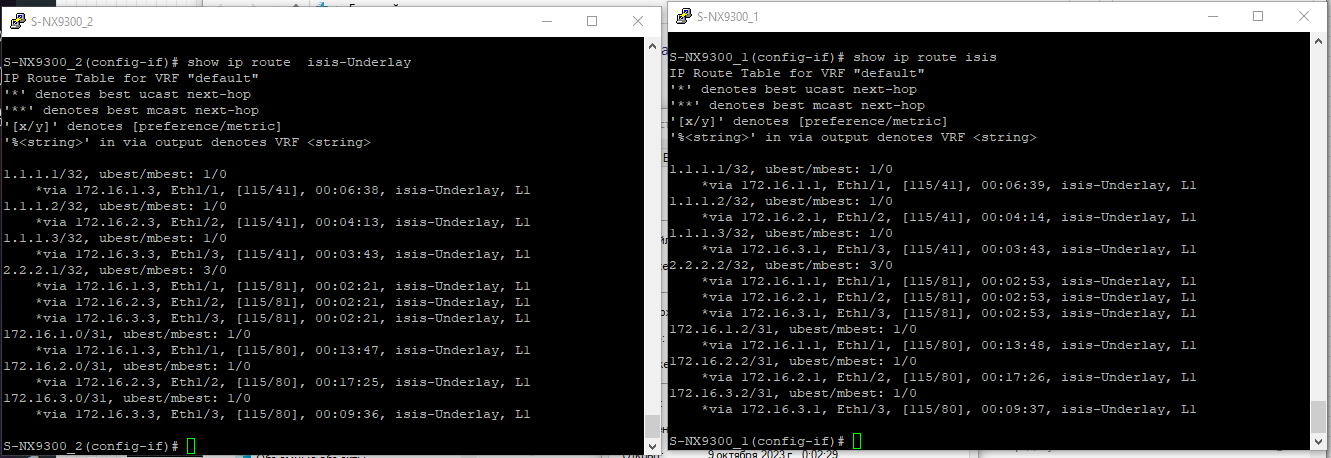 S-NX9300_2
S-NX9300_2(config-if)# show ip route  isis-Underlay
IP Route Table for VRF "default"
'*' denotes best ucast next-hop
'**' denotes best mcast next-hop
'[x/y]' denotes [preference/metric]
'%<string>' in via output denotes VRF <string>
1.1.1.1/32, ubest/mbest: 1/0
    *via 172.16.1.3, Eth1/1, [115/41], 00:06:38, isis-Underlay, L1
1.1.1.2/32, ubest/mbest: 1/0
    *via 172.16.2.3, Eth1/2, [115/41], 00:04:13, isis-Underlay, L1
1.1.1.3/32, ubest/mbest: 1/0
    *via 172.16.3.3, Eth1/3, [115/41], 00:03:43, isis-Underlay, L1
2.2.2.1/32, ubest/mbest: 3/0
    *via 172.16.1.3, Eth1/1, [115/81], 00:02:21, isis-Underlay, L1
    *via 172.16.2.3, Eth1/2, [115/81], 00:02:21, isis-Underlay, L1
    *via 172.16.3.3, Eth1/3, [115/81], 00:02:21, isis-Underlay, L1
172.16.1.0/31, ubest/mbest: 1/0
    *via 172.16.1.3, Eth1/1, [115/80], 00:13:47, isis-Underlay, L1
172.16.2.0/31, ubest/mbest: 1/0
    *via 172.16.2.3, Eth1/2, [115/80], 00:17:25, isis-Underlay, L1
172.16.3.0/31, ubest/mbest: 1/0
    *via 172.16.3.3, Eth1/3, [115/80], 00:09:36, isis-Underlay, L1
S-NX9300_2(config-if)#
S-NX9300_1
S-NX9300_1(config-if)# show ip route isis
IP Route Table for VRF "default"
'*' denotes best ucast next-hop
'**' denotes best mcast next-hop
'[x/y]' denotes [preference/metric]
'%<string>' in via output denotes VRF <string>
1.1.1.1/32, ubest/mbest: 1/0
    *via 172.16.1.1, Eth1/1, [115/41], 00:06:39, isis-Underlay, L1
1.1.1.2/32, ubest/mbest: 1/0
    *via 172.16.2.1, Eth1/2, [115/41], 00:04:14, isis-Underlay, L1
1.1.1.3/32, ubest/mbest: 1/0
    *via 172.16.3.1, Eth1/3, [115/41], 00:03:43, isis-Underlay, L1
2.2.2.2/32, ubest/mbest: 3/0
    *via 172.16.1.1, Eth1/1, [115/81], 00:02:53, isis-Underlay, L1
    *via 172.16.2.1, Eth1/2, [115/81], 00:02:53, isis-Underlay, L1
    *via 172.16.3.1, Eth1/3, [115/81], 00:02:53, isis-Underlay, L1
172.16.1.2/31, ubest/mbest: 1/0
    *via 172.16.1.1, Eth1/1, [115/80], 00:13:48, isis-Underlay, L1
172.16.2.2/31, ubest/mbest: 1/0
    *via 172.16.2.1, Eth1/2, [115/80], 00:17:26, isis-Underlay, L1
172.16.3.2/31, ubest/mbest: 1/0
    *via 172.16.3.1, Eth1/3, [115/80], 00:09:37, isis-Underlay, L1
S-NX9300_1(config-if)#
9 октября 2023 г., 0:02:29